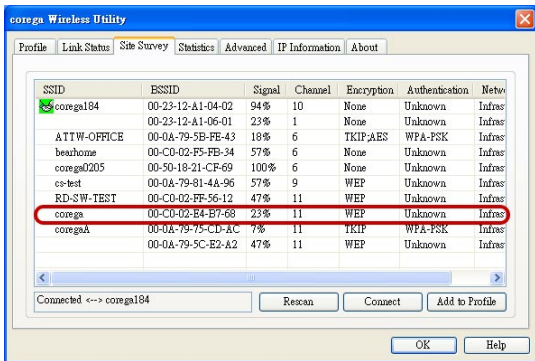 corega Wireless Utility
Profile Link Status Site Survey Statistics Advanced IP Information About
SSID BSSID Signal Channel Encryption Authentication Netw
corega184 00-23-12-A1-04-02 94% 10 None Unknown Infras
00-23-12-A1-06-01 23% 1 None Unknown Infras
ATTW-OFFICE 00-0A-79-5B-FE-43 18% 6 TKIP;AES WPA-PSK Infras
bearhome 00-C0-02-F5-FB-34 57% 6 None Unknown Infras
corega0205 00-50-18-21-CF-69 100% 6 None Unknown Infras
cs-test 00-0A-79-81-4A-96 57% 9 WEP Unknown Infras
RD-SW-TEST 00-C0-02-FF-56-12 47% 11 WEP Unknown Infras
corega 00-C0-02-E4-B7-68 23% 11 WEP Unknown Infras
coregaA 00-0A-79-75-CD-AC 7% 11 TKIP WPA-PSK Infras
00-0A-79-5C-E2-A2 47% 11 WEP Unknown Infras
Connected <--> corega184 Rescan Connect Add to Profile
OK Help